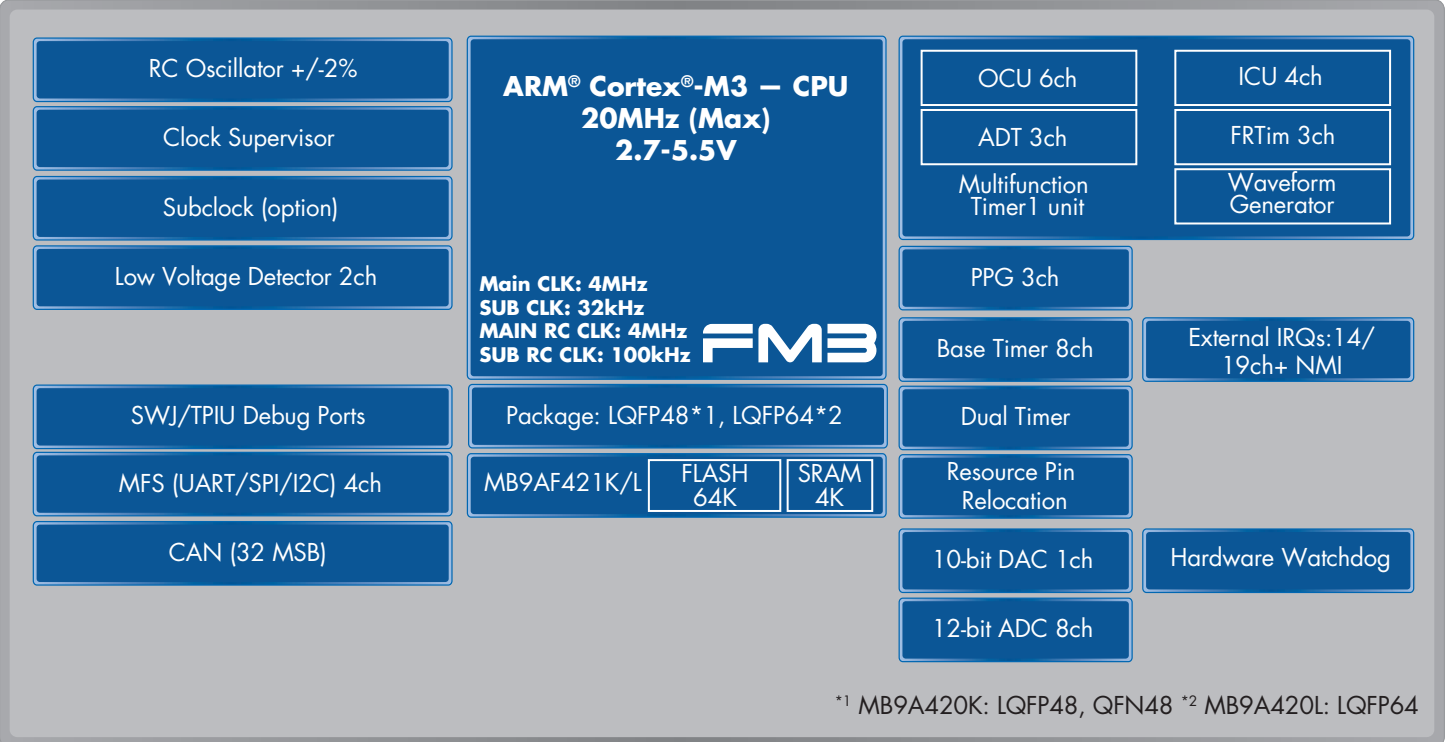 RC Oscillator +/-2%
Clock Supervisor
Subclock (option)
Low Voltage Detector 2ch
SWJ/TPIU Debug Ports
MFS (UART/SPI/I2C) 4ch
CAN (32 MSB)
ARM® Cortex®-M3 – CPU
20MHz (Max)
2.7-5.5V
Main CLK: 4MHz
SUB CLK: 32kHz
MAIN RC CLK: 4MHz
SUB RC CLK: 100kHz
FM3
Package: LQFP48*1, LQFP64*2
MB9AF421K/L
FLASH
64K
SRAM
4K
OCU 6ch
ICU 4ch
ADT 3ch
FRTim 3ch
Multifunction
Timer1 unit
Waveform
Generator
PPG 3ch
Base Timer 8ch
External IRQs:14/
19ch+ NMI
Dual Timer
Resource Pin
Relocation
10-bit DAC 1ch
Hardware Watchdog
12-bit ADC 8ch
*1 MB9A420K: LQFP48, QFN48 *2 MB9A420L: LQFP64